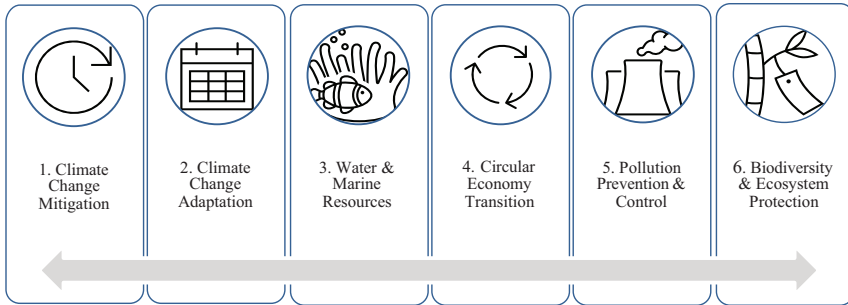 1. Climate
Change
Mitigation
2. Climate
Change
Adaptation
3. Water &
Marine
Resources
4. Circular
Economy
Transition
5. Pollution
Prevention &
Control
6. Biodiversity
& Ecosystem
Protection